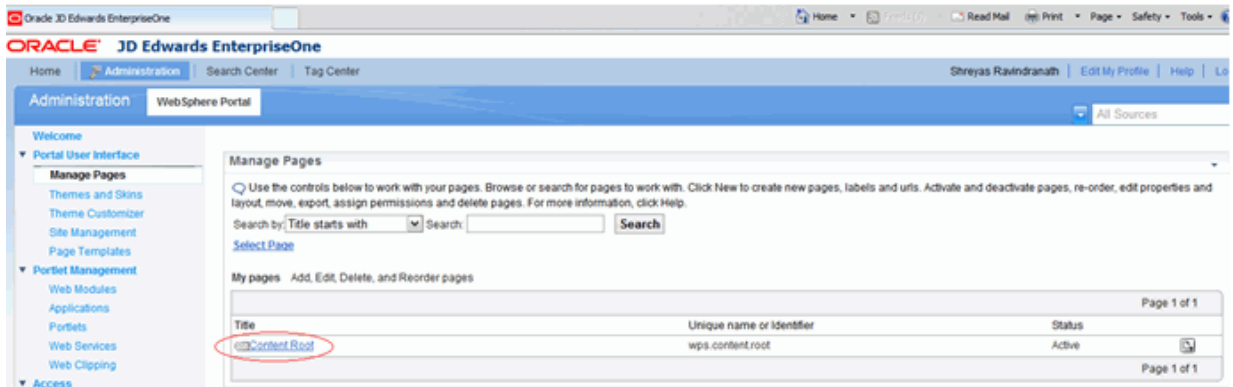 Oracle JD Edwards EnterpriseOne
Home Read Mail Print Page Safety Tools
ORACLE JD Edwards EnterpriseOne
Home Administration Search Center Tag Center Shreyas Ravindranath Edit My Profile Help Lo
Administration WebSphere Portal
All Sources
Welcome
Portal User Interface
Manage Pages
Themes and Skins
Theme Customizer
Site Management
Page Templates
Portlet Management
Web Modules
Applications
Portlets
Web Services
Web Clipping
Access
Manage Pages
Use the controls below to work with your pages. Browse or search for pages to work with. Click New to create new pages, labels and urls. Activate and deactivate pages, re-order, edit properties and
layout, move, export, assign permissions and delete pages. For more information, click Help.
Search by: Title starts with Search: Search
Select Page
My pages Add, Edit, Delete, and Reorder pages
Page 1 of 1
Title Unique name or Identifier Status
Content Root wps.content.root Active
Page 1 of 1